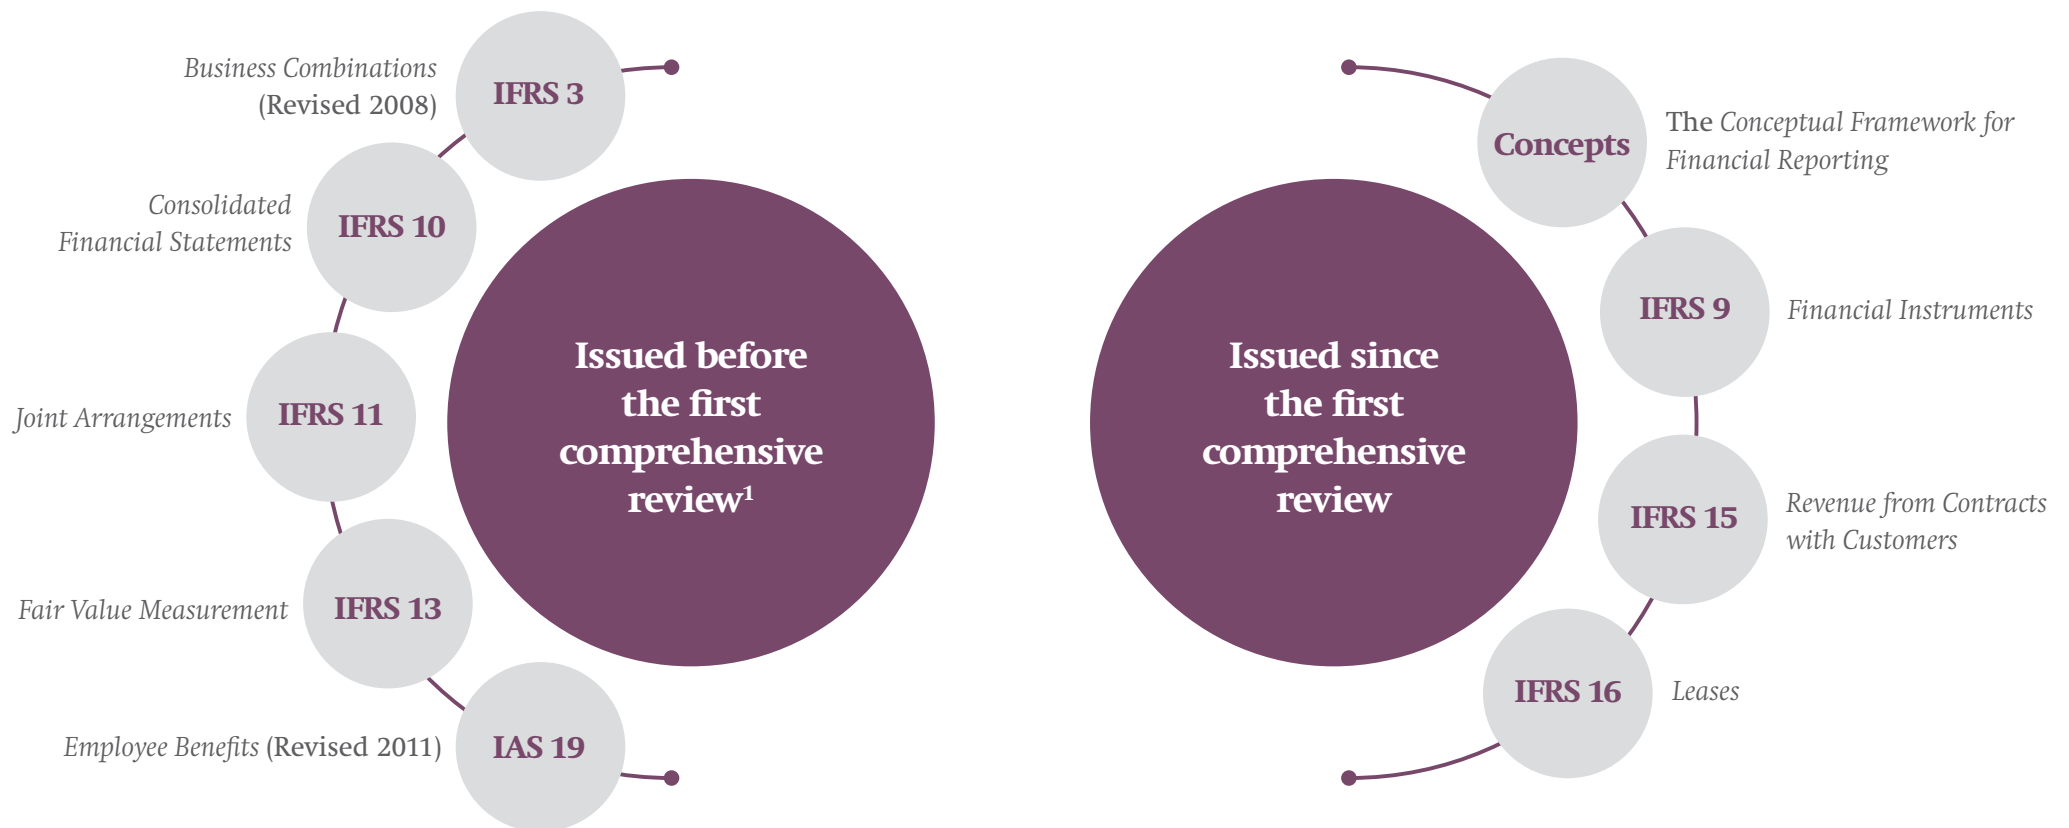 Business Combinations
(Revised 2008)
IFRS 3
Consolidated
Financial Statements
IFRS 10
Joint Arrangements
IFRS 11
Fair Value Measurement
IFRS 13
Employee Benefits (Revised 2011)
IAS 19
Issued before
the first
comprehensive
review¹
Issued since
the first
comprehensive
review
Concepts
The Conceptual Framework for
Financial Reporting
IFRS 9
Financial Instruments
IFRS 15
Revenue from Contracts
with Customers
IFRS 16
Leases